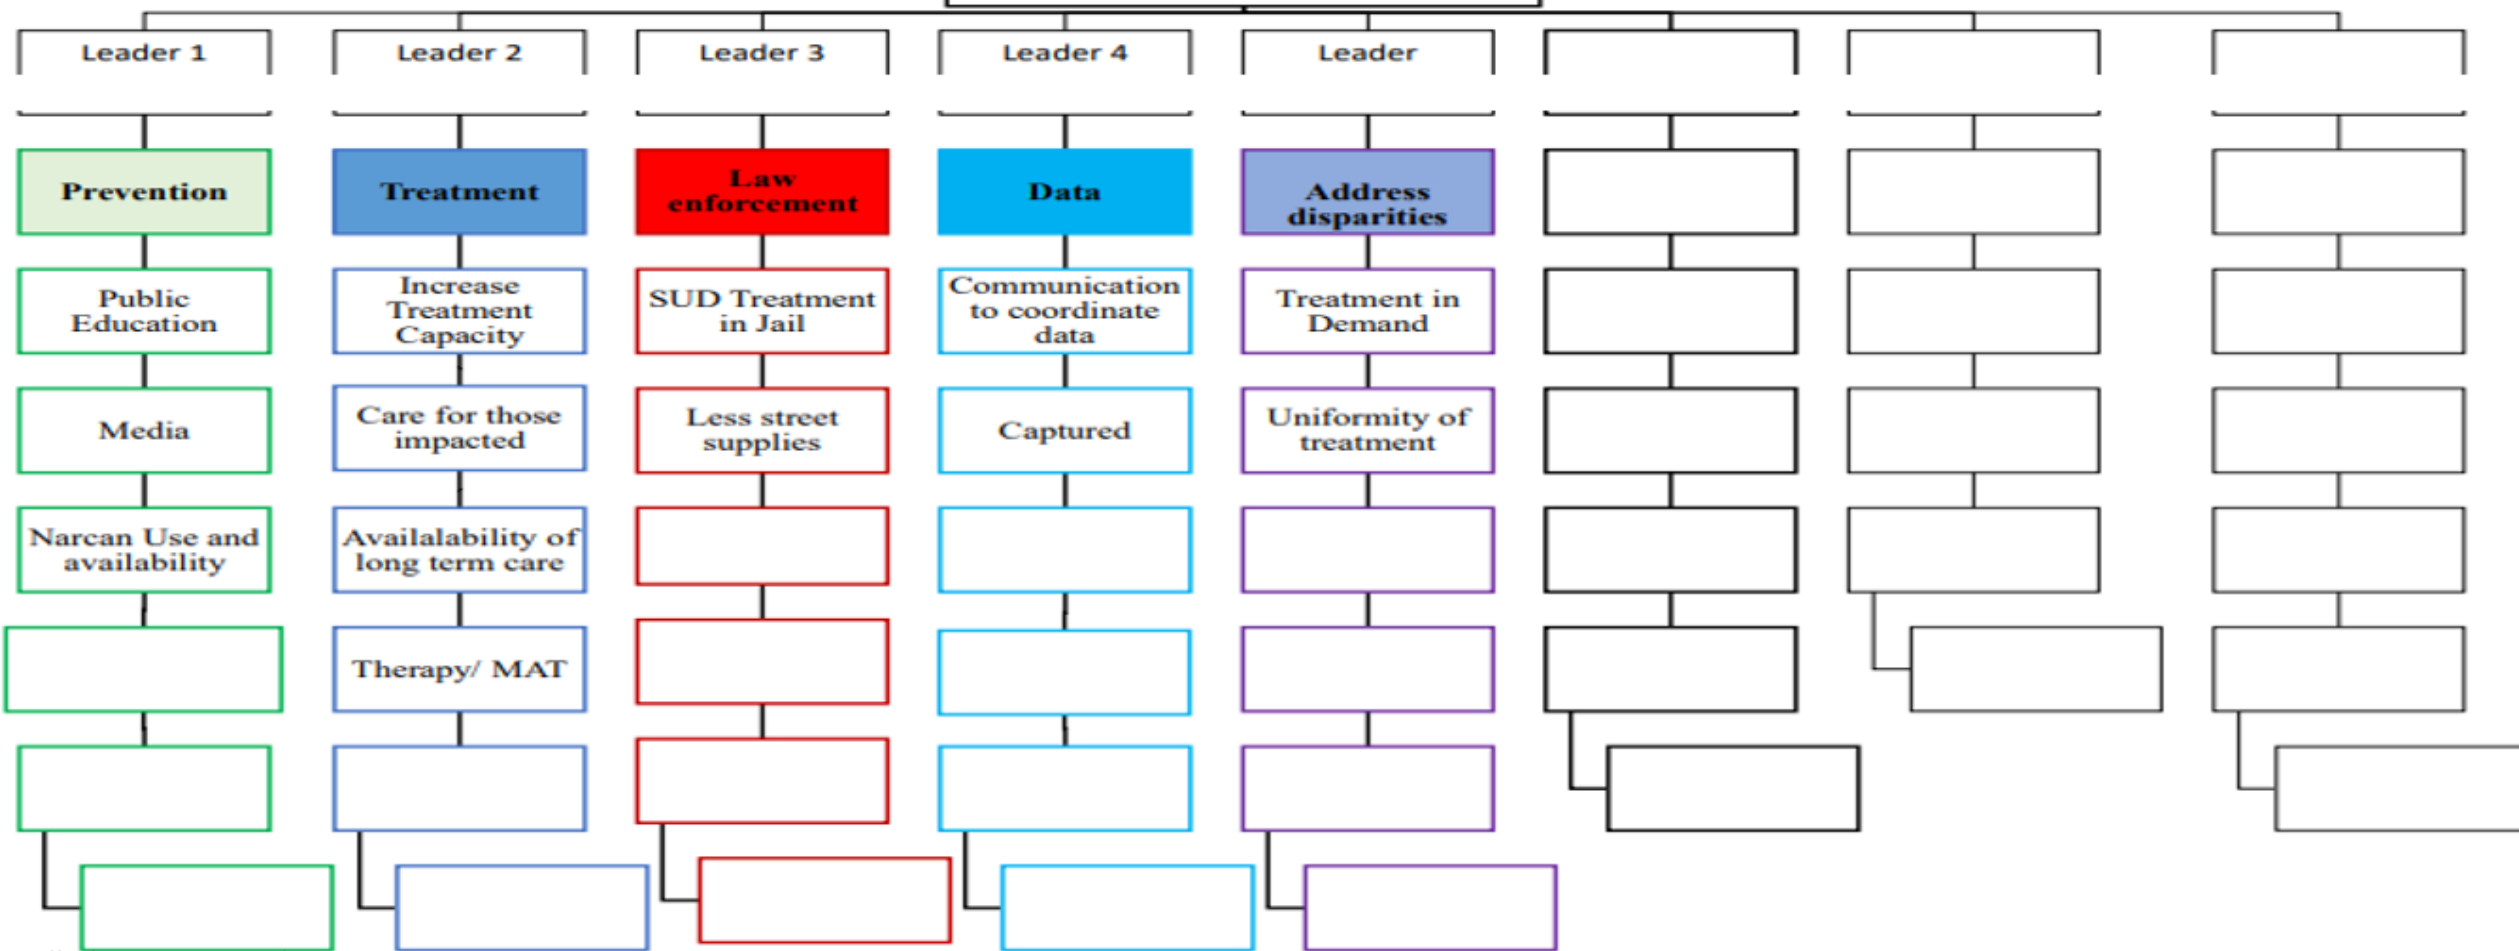 Leader 1
Leader 2
Leader 3
Leader 4
Leader
Prevention
Treatment
Law
enforcement
Data
Address
disparities
Public
Education
Increase
Treatment
Capacity
SUD Treatment
in Jail
Communication
to coordinate
data
Treatment in
Demand
Media
Care for those
impacted
Less street
supplies
Captured
Uniformity of
treatment
Narcan Use and
availability
Availalability of
long term care
Therapy/ MAT